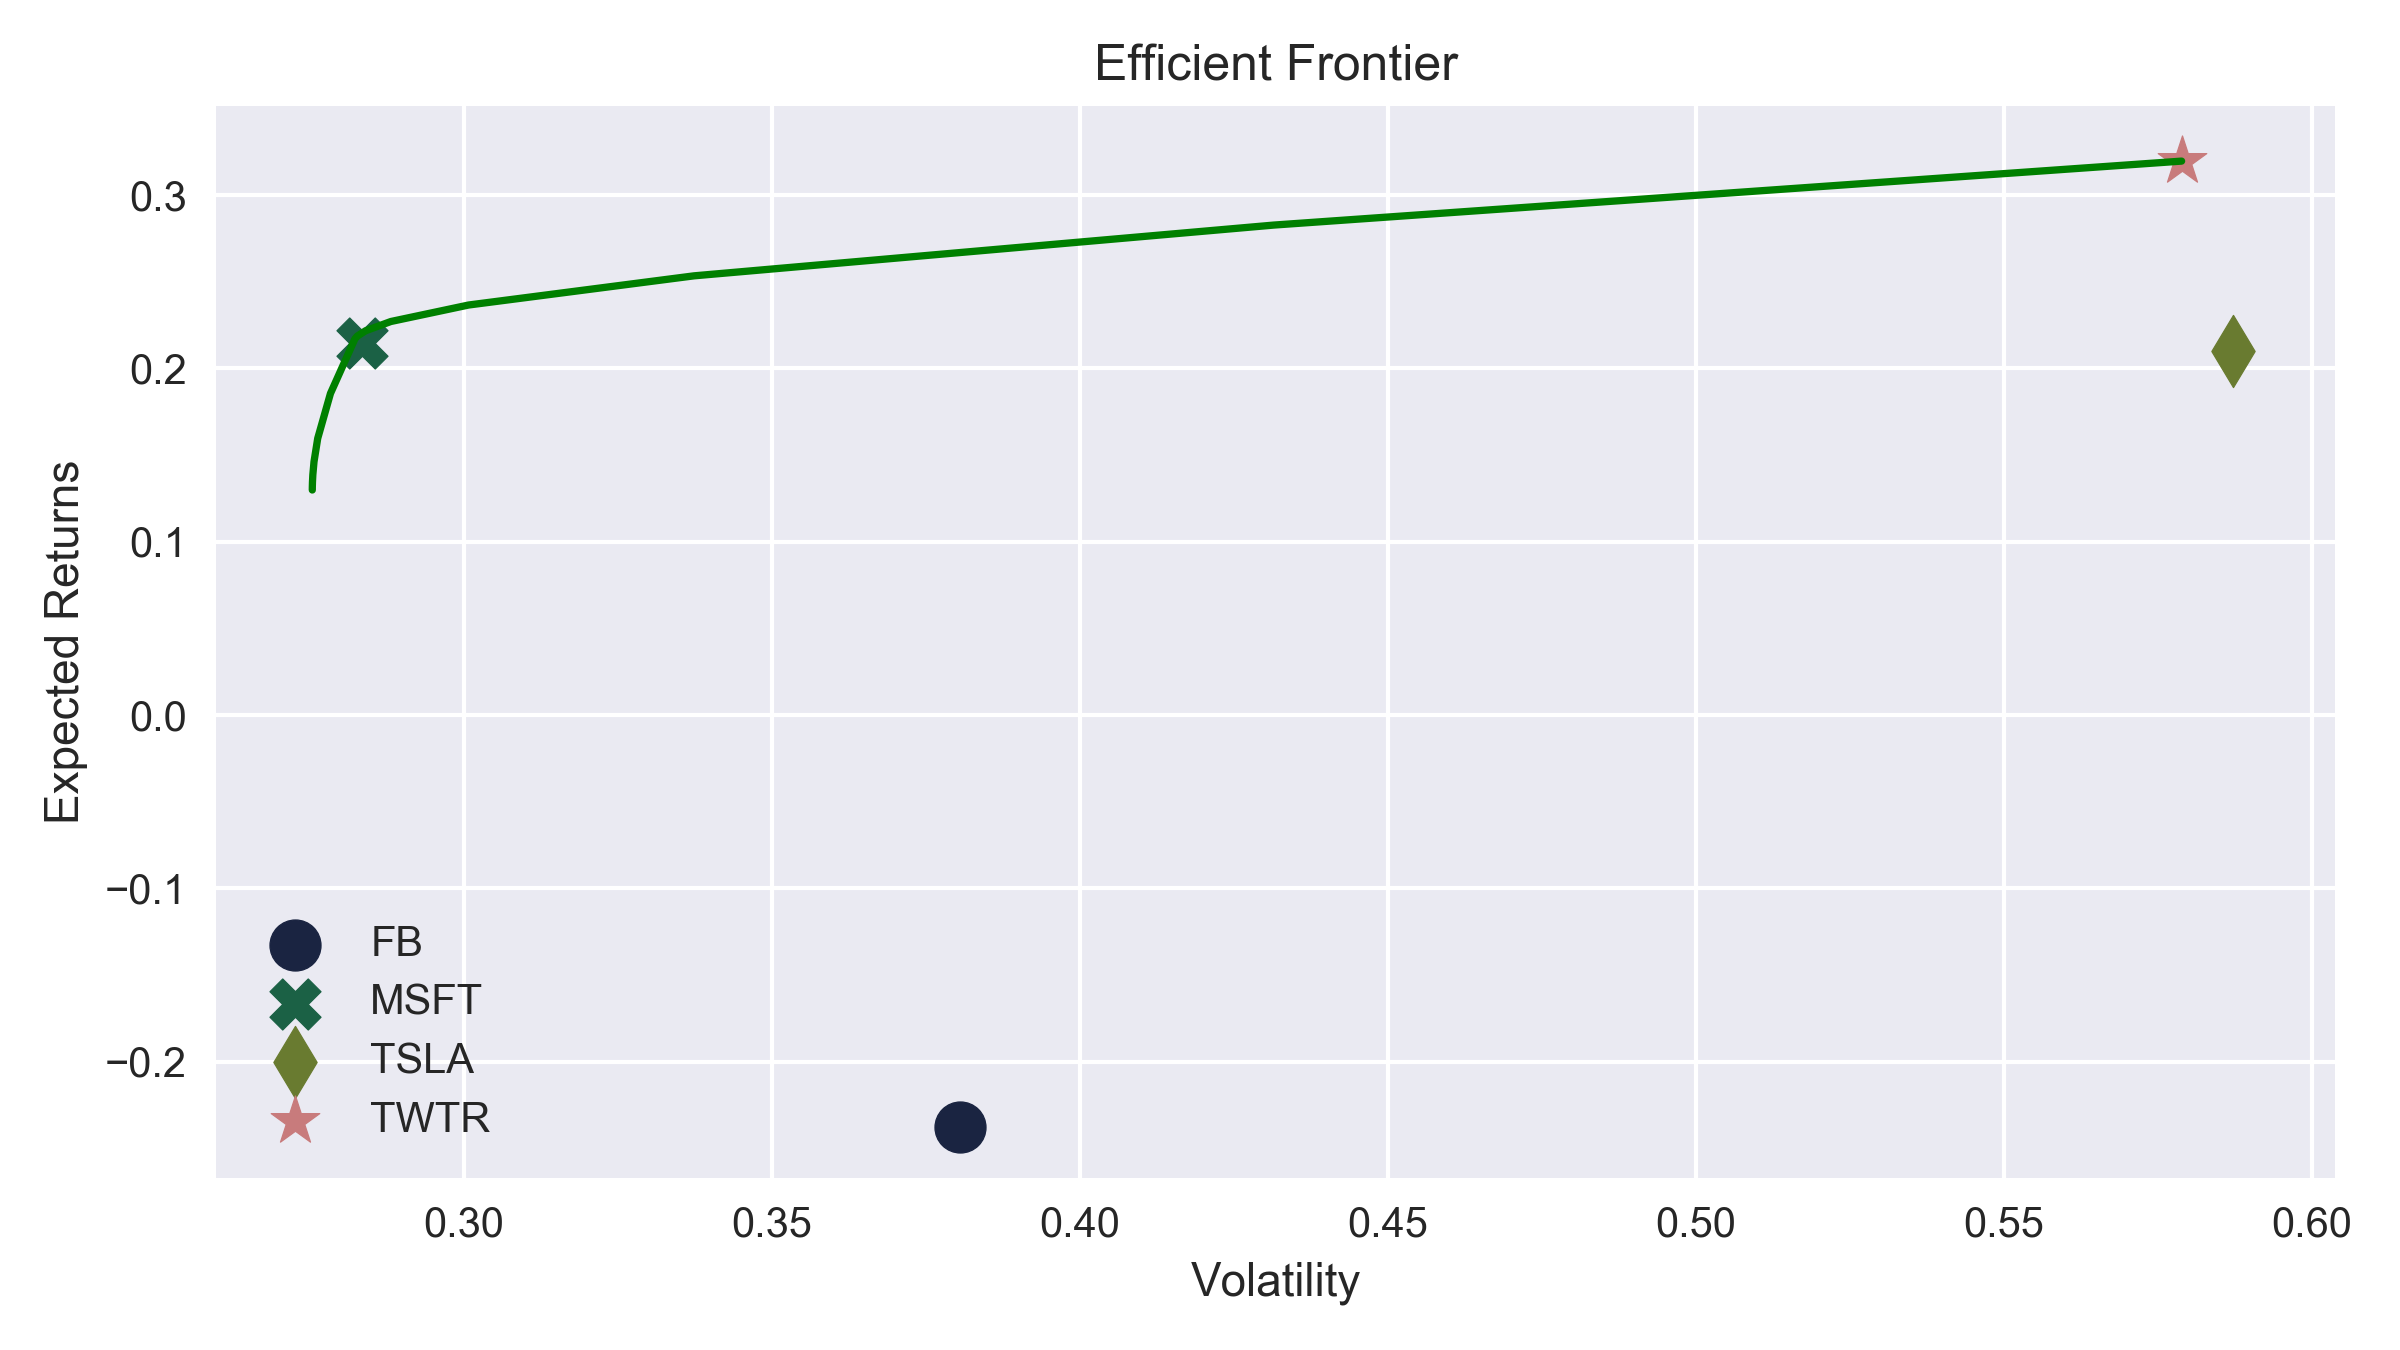 Efficient Frontier
Expected Returns
0.3
0.2
0.1
0.0
−0.1
−0.2
FB
MSFT
TSLA
TWTR
0.30 0.35 0.40 0.45 0.50 0.55 0.60
Volatility